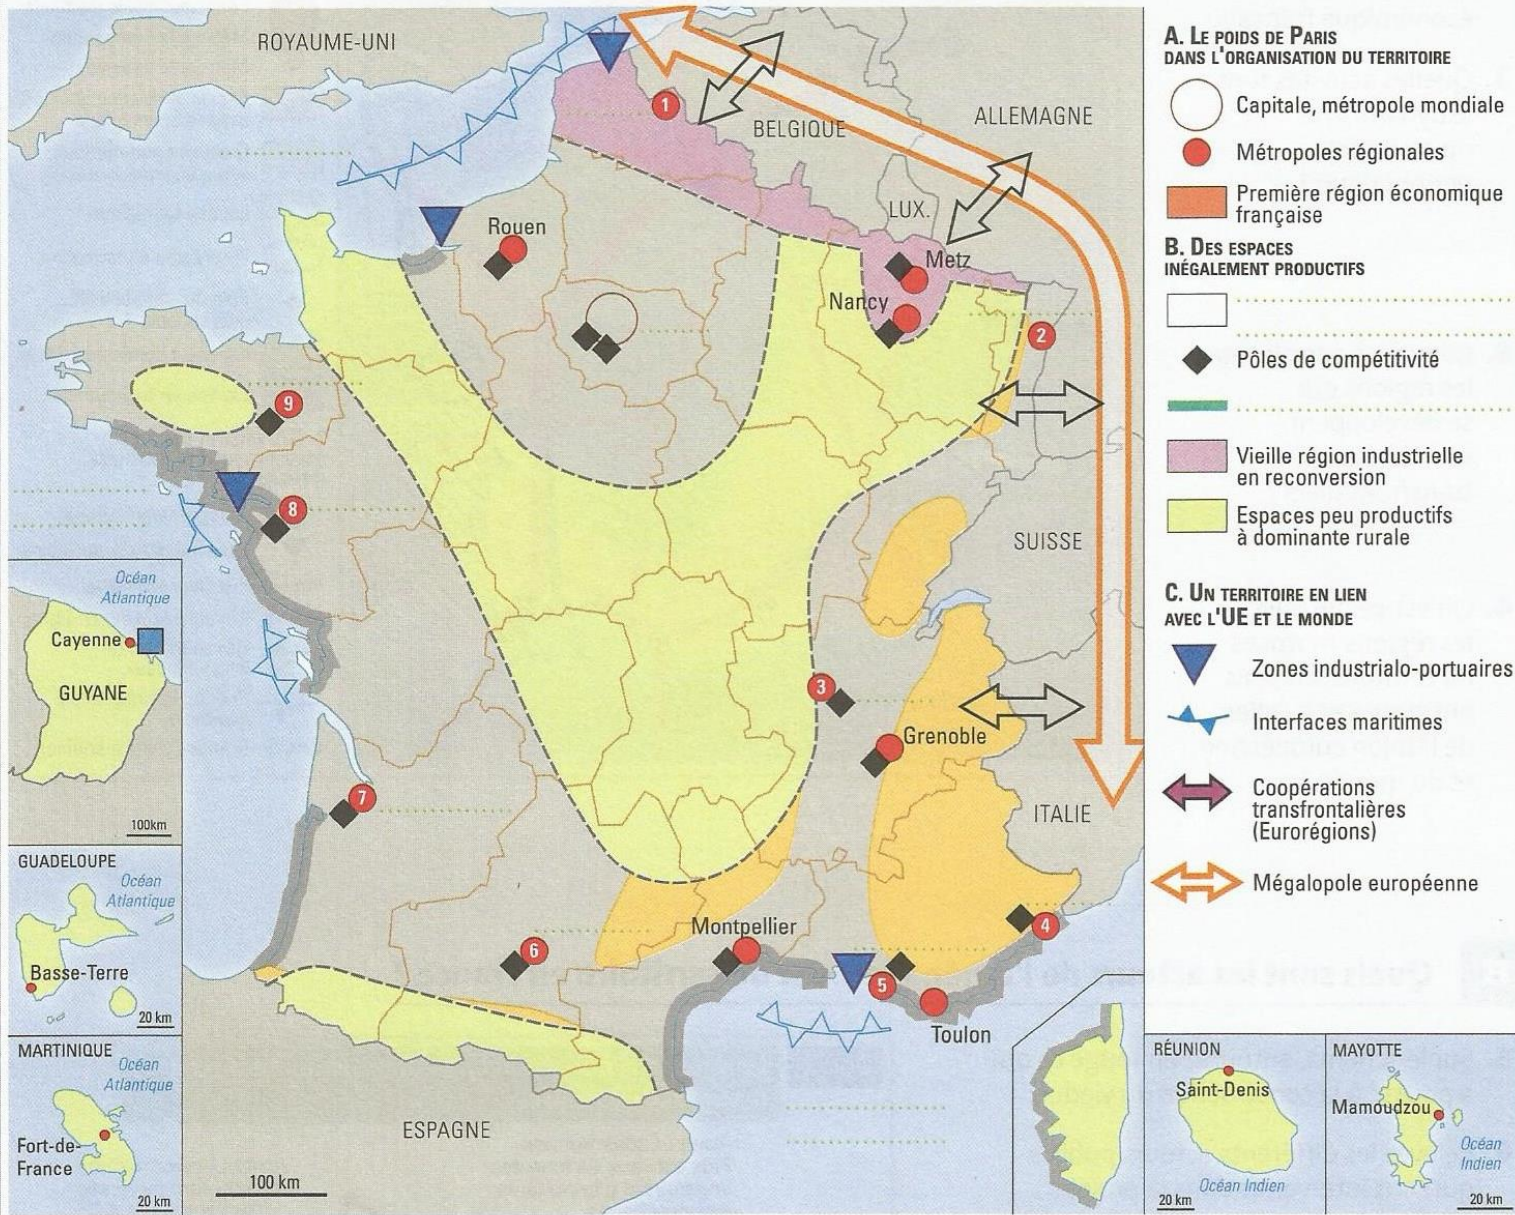 ROYAUME-UNI
BELGIQUE
ALLEMAGNE
LUX.
1
Rouen
Metz
Nancy
2
9
8
SUISSE
3
Grenoble
ITALIE
7
4
6
Montpellier
5
Toulon
ESPAGNE
100 km
Océan
Atlantique
Cayenne
GUYANE
100km
GUADELOUPE
Océan
Atlantique
Basse-Terre
20 km
MARTINIQUE
Océan
Atlantique
Fort-de-
France
20 km
A. LE POIDS DE PARIS
DANS L'ORGANISATION DU TERRITOIRE
Capitale, métropole mondiale
Métropoles régionales
Première région économique
française
B. DES ESPACES
INÉGALEMENT PRODUCTIFS
Pôles de compétitivité
Vieille région industrielle
en reconversion
Espaces peu productifs
à dominante rurale
C. UN TERRITOIRE EN LIEN
AVEC L'UE ET LE MONDE
Zones industrialo-portuaires
Interfaces maritimes
Coopérations
transfrontalières
(Eurorégions)
Mégalopole européenne
RÉUNION
Saint-Denis
Océan Indien
20 km
MAYOTTE
Mamoudzou
Océan
Indien
20 km